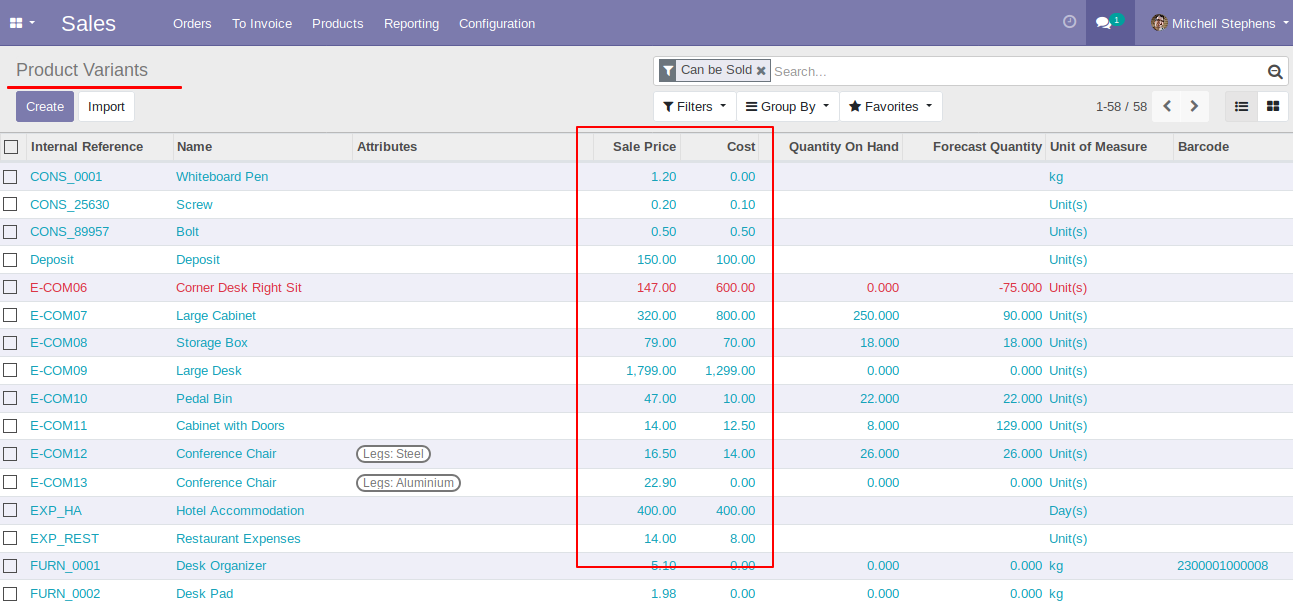 Sales Orders To Invoice Products Reporting Configuration 1 Mitchell Stephens
Product Variants Can be Sold Search...
Create Import Filters Group By Favorites 1-58 / 58
Internal Reference Name Attributes Sale Price Cost Quantity On Hand Forecast Quantity Unit of Measure Barcode
CONS_0001 Whiteboard Pen 1.20 0.00 kg
CONS_25630 Screw 0.20 0.10 Unit(s)
CONS_89957 Bolt 0.50 0.50 Unit(s)
Deposit Deposit 150.00 100.00 Unit(s)
E-COM06 Corner Desk Right Sit 147.00 600.00 0.000 -75.000 Unit(s)
E-COM07 Large Cabinet 320.00 800.00 250.000 90.000 Unit(s)
E-COM08 Storage Box 79.00 70.00 18.000 18.000 Unit(s)
E-COM09 Large Desk 1,799.00 1,299.00 0.000 0.000 Unit(s)
E-COM10 Pedal Bin 47.00 10.00 22.000 22.000 Unit(s)
E-COM11 Cabinet with Doors 14.00 12.50 8.000 129.000 Unit(s)
E-COM12 Conference Chair Legs: Steel 16.50 14.00 26.000 26.000 Unit(s)
E-COM13 Conference Chair Legs: Aluminium 22.90 0.00 0.000 0.000 Unit(s)
EXP_HA Hotel Accommodation 400.00 400.00 Day(s)
EXP_REST Restaurant Expenses 14.00 8.00 Unit(s)
FURN_0001 Desk Organizer 5.10 0.00 0.000 0.000 kg 2300001000008
FURN_0002 Desk Pad 1.98 0.00 0.000 0.000 kg